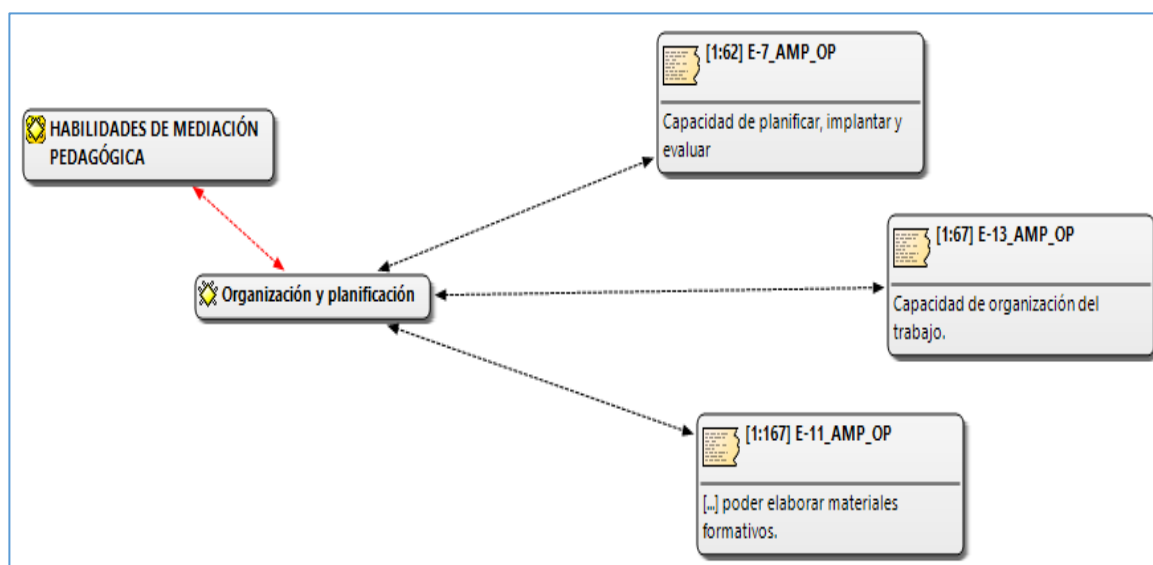 HABILIDADES DE MEDIACIÓN
PEDAGÓGICA
Organización y planificación
[1:62] E-7_AMP_OP
Capacidad de planificar, implantar y
evaluar
[1:67] E-13_AMP_OP
Capacidad de organización del
trabajo.
[1:167] E-11_AMP_OP
[...] poder elaborar materiales
formativos.